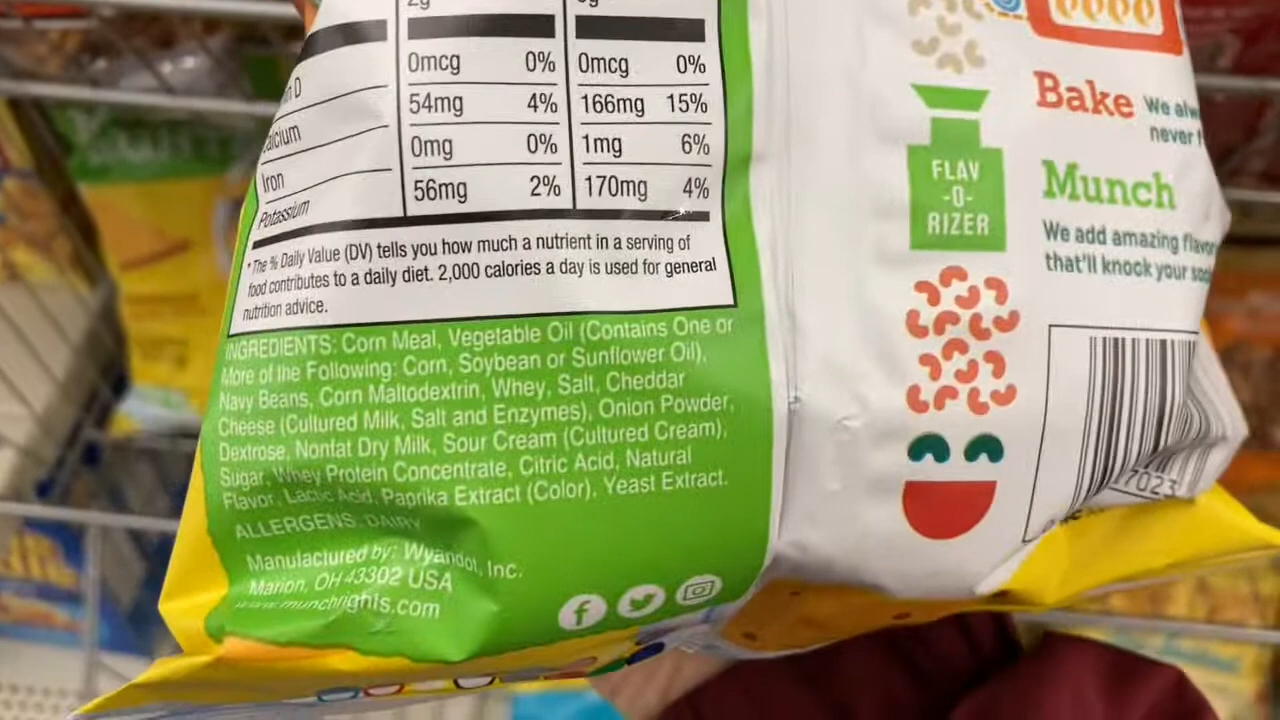 0mcg 0% 0mcg 0%
54mg 4% 166mg 15%
Calcium
0mg 0% 1mg 6%
Iron
56mg 2% 170mg 4%
Potassium
* The % Daily Value (DV) tells you how much a nutrient in a serving of
food contributes to a daily diet. 2,000 calories a day is used for general
nutrition advice.
INGREDIENTS: Corn Meal, Vegetable Oil (Contains One or
More of the Following: Corn, Soybean or Sunflower Oil),
Navy Beans, Corn Maltodextrin, Whey, Salt, Cheddar
Cheese (Cultured Milk, Salt and Enzymes), Onion Powder,
Dextrose, Nonfat Dry Milk, Sour Cream (Cultured Cream),
Sugar, Whey Protein Concentrate, Citric Acid, Natural
Flavor, Lactic Acid, Paprika Extract (Color), Yeast Extract.
ALLERGENS: DAIRY
Manufactured by: Wyandot, Inc.
Marion, OH 43302 USA
www.munchrights.com
Bake
We
never
FLAV
-O-
RIZER
Munch
We add amazing flavor
that'll knock your
7023